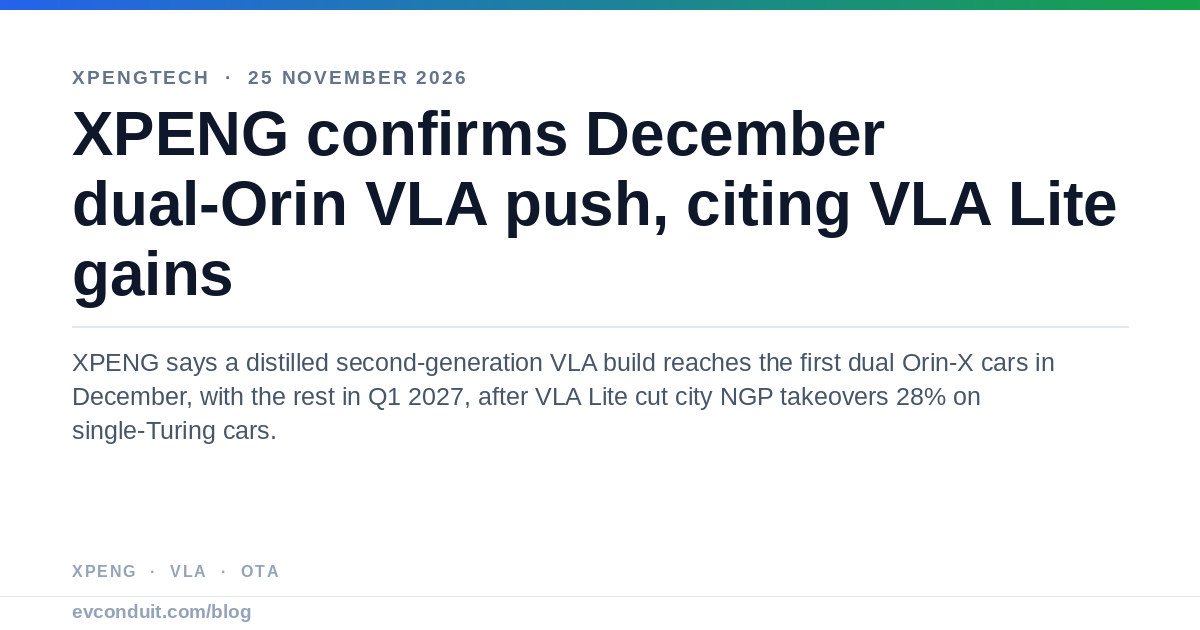 XPENGTECH · 25 NOVEMBER 2026
XPENG confirms December
dual-Orin VLA push, citing VLA Lite
gains
XPENG says a distilled second-generation VLA build reaches the first dual Orin-X cars in
December, with the rest in Q1 2027, after VLA Lite cut city NGP takeovers 28% on
single-Turing cars.
XPENG · VLA · OTA
evconduit.com/blog